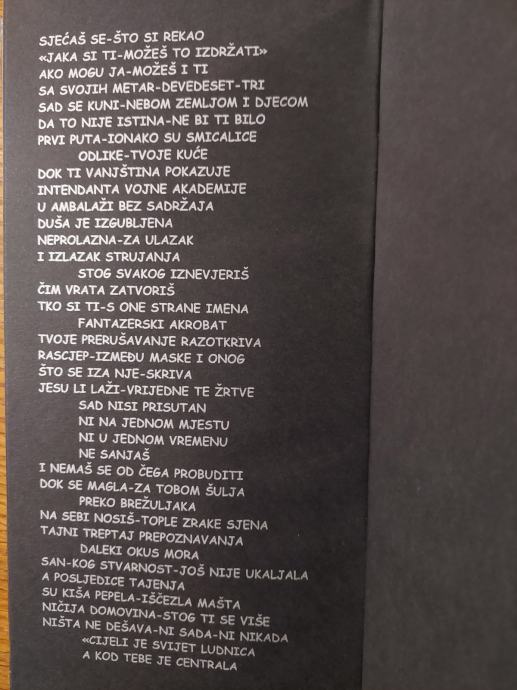 SJEĆAŠ SE-ŠTO SI REKAO
«JAKA SI TI-MOŽEŠ TO IZDRŽATI»
AKO MOGU JA-MOŽEŠ I TI
SA SVOJIH METAR-DEVEDESET-TRI
SAD SE KUNI-NEBOM ZEMLJOM I DJECOM
DA TO NIJE ISTINA-NE BI TI BILO
PRVI PUTA-IONAKO SU SMICALICE
ODLIKE-TVOJE KUĆE
DOK TI VANJŠTINA POKAZUJE
INTENDANTA VOJNE AKADEMIJE
U AMBALAŽI BEZ SADRŽAJA
DUŠA JE IZGUBLJENA
NEPROLAZNA-ZA ULAZAK
I IZLAZAK STRUJANJA
STOG SVAKOG IZNEVJERIŠ
ČIM VRATA ZATVORIŠ
TKO SI TI-S ONE STRANE IMENA
FANTAZERSKI AKROBAT
TVOJE PRERUŠAVANJE RAZOTKRIVA
RASCJEP-IZMEĐU MASKE I ONOG
ŠTO SE IZA NJE-SKRIVA
JESU LI LAŽI-VRIJEDNE TE ŽRTVE
SAD NISI PRISUTAN
NI NA JEDNOM MJESTU
NI U JEDNOM VREMENU
NE SANJAŠ
I NEMAŠ SE OD ČEGA PROBUDITI
DOK SE MAGLA-ZA TOBOM ŠULJA
PREKO BREŽULJAKA
NA SEBI NOSIŠ-TOPLE ZRAKE SJENA
TAJNI TREPTAJ PREPOZNAVANJA
DALEKI OKUS MORA
SAN-KOG STVARNOST-JOŠ NIJE UKALJALA
A POSLJEDICE TAJENJA
SU KIŠA PEPELA-IŠČEZLA MAŠTA
NIČIJA DOMOVINA-STOG TI SE VIŠE
NIŠTA NE DEŠAVA-NI SADA-NI NIKADA
«CIJELI JE SVIJET LUDNICA
A KOD TEBE JE CENTRALA